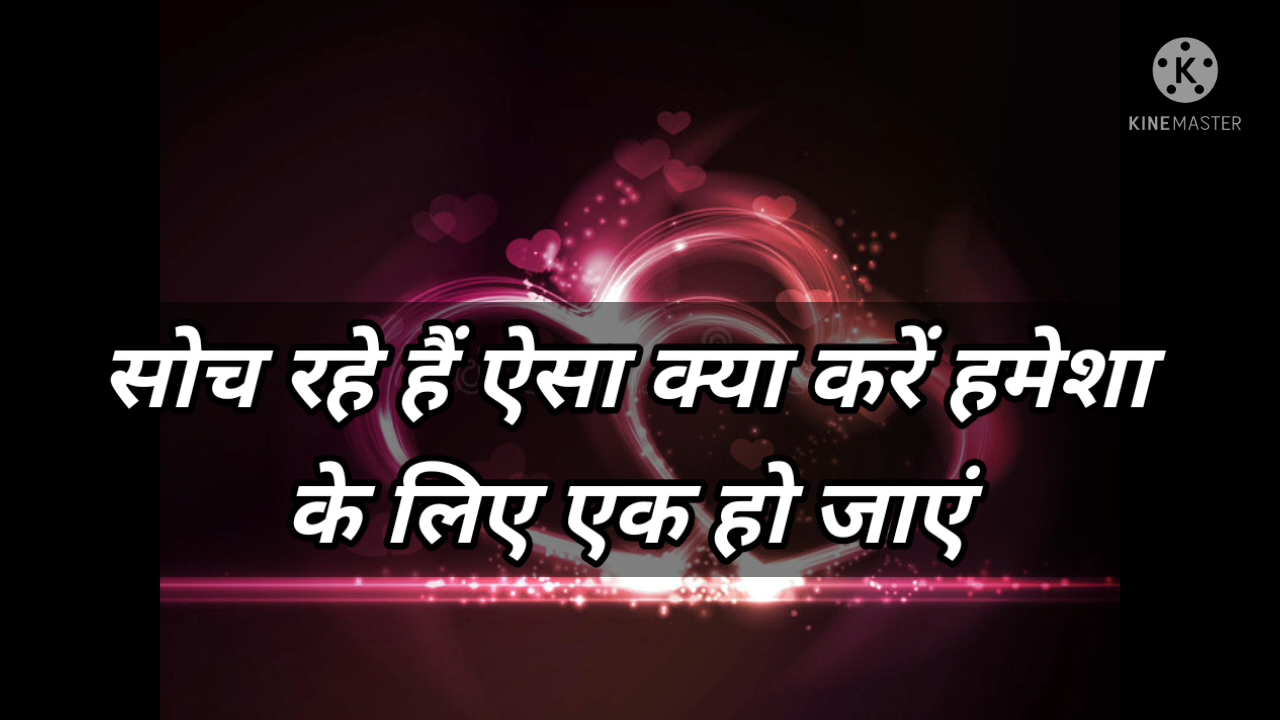 K
KINEMASTER
सोच रहे हैं ऐसा क्या करें हमेशा
के लिए एक हो जाएं